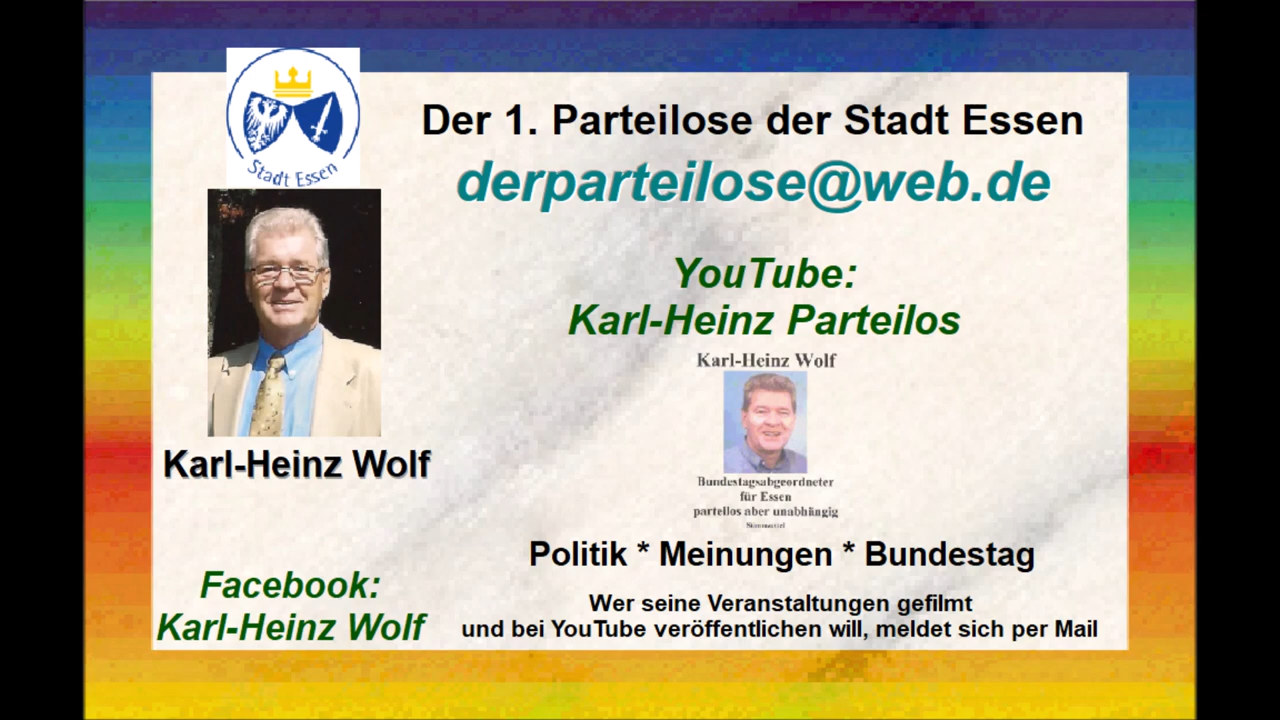 Stadt Essen
Der 1. Parteilose der Stadt Essen
derparteilose@web.de
YouTube:
Karl-Heinz Parteilos
Karl-Heinz Wolf
Bundestagsabgeordneter
für Essen
parteilos aber unabhängig
Karl-Heinz Wolf
Politik * Meinungen * Bundestag
Facebook:
Karl-Heinz Wolf
Wer seine Veranstaltungen gefilmt
und bei YouTube veröffentlichen will, meldet sich per Mail